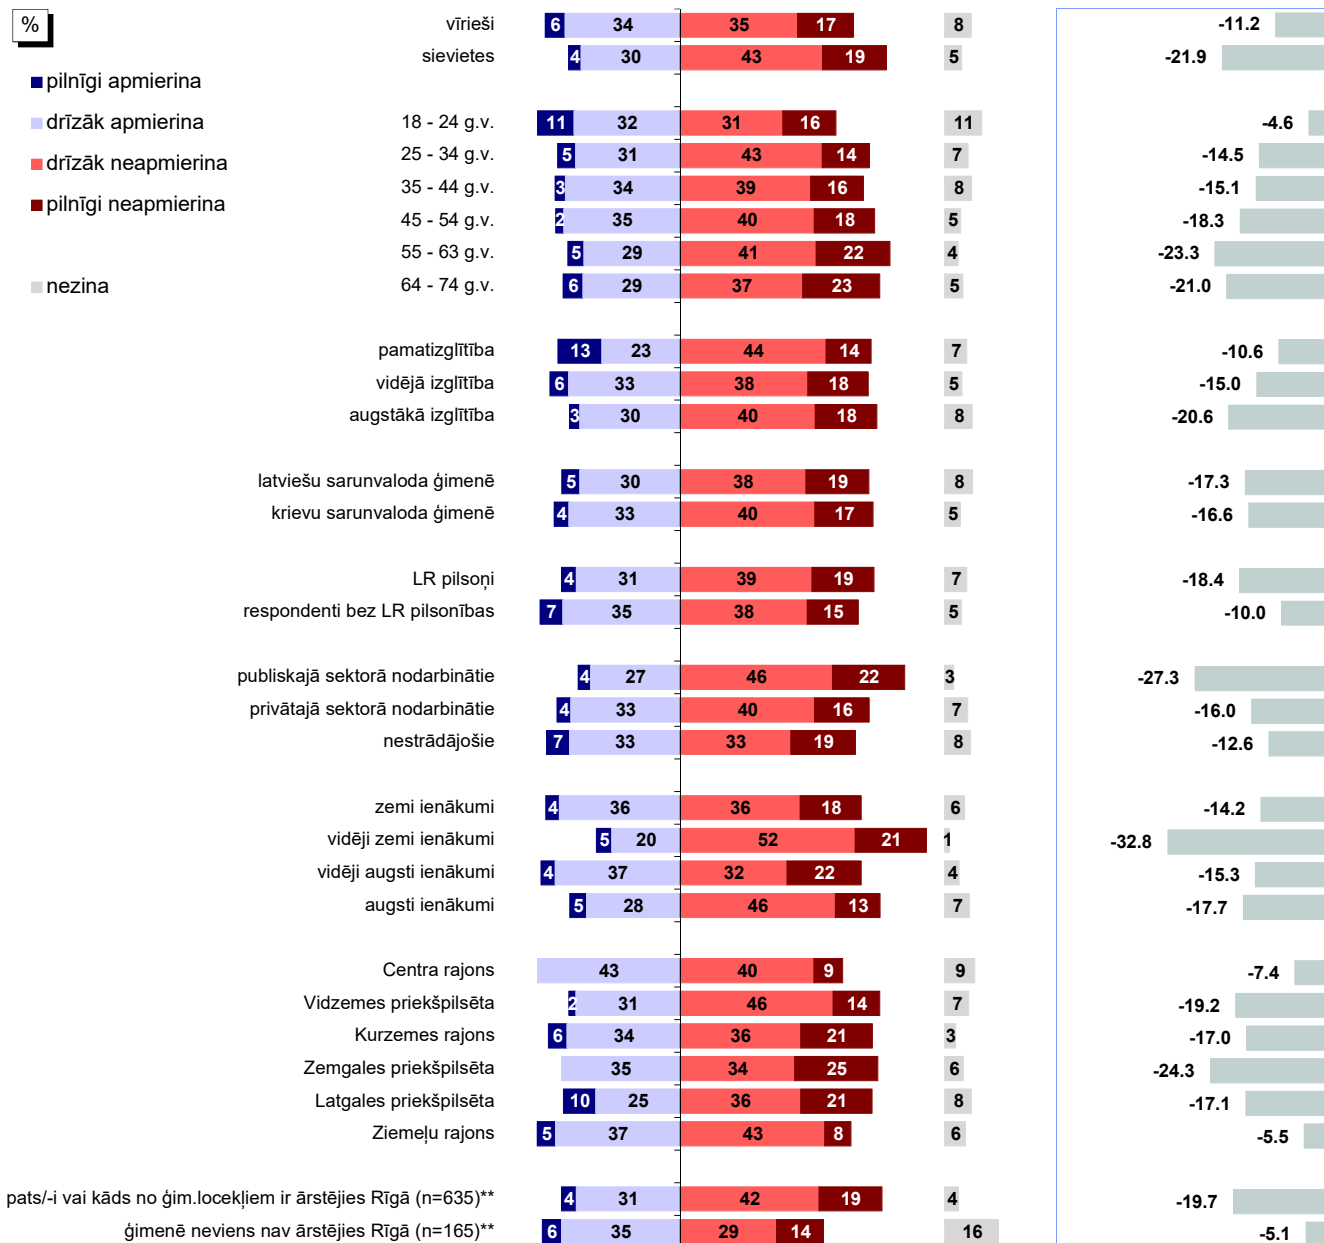 %
pilnīgi apmierina
drīzāk apmierina
drīzāk neapmierina
pilnīgi neapmierina
nezina
vīrieši 6 34 35 17 8 -11.2
sievietes 4 30 43 19 5 -21.9
18 - 24 g.v. 11 32 31 16 11 -4.6
25 - 34 g.v. 5 31 43 14 7 -14.5
35 - 44 g.v. 3 34 39 16 8 -15.1
45 - 54 g.v. 2 35 40 18 5 -18.3
55 - 63 g.v. 5 29 41 22 4 -23.3
64 - 74 g.v. 6 29 37 23 5 -21.0
pamatizglītība 13 23 44 14 7 -10.6
vidējā izglītība 6 33 38 18 5 -15.0
augstākā izglītība 3 30 40 18 8 -20.6
latviešu sarunvaloda ģimenē 5 30 38 19 8 -17.3
krievu sarunvaloda ģimenē 4 33 40 17 5 -16.6
LR pilsoņi 4 31 39 19 7 -18.4
respondenti bez LR pilsonības 7 35 38 15 5 -10.0
publiskajā sektorā nodarbinātie 4 27 46 22 3 -27.3
privātajā sektorā nodarbinātie 4 33 40 16 7 -16.0
nestrādājošie 7 33 33 19 8 -12.6
zemi ienākumi 4 36 36 18 6 -14.2
vidēji zemi ienākumi 5 20 52 21 1 -32.8
vidēji augsti ienākumi 4 37 32 22 4 -15.3
augsti ienākumi 5 28 46 13 7 -17.7
Centra rajons 43 40 9 9 -7.4
Vidzemes priekšpilsēta 2 31 46 14 7 -19.2
Kurzemes rajons 6 34 36 21 3 -17.0
Zemgales priekšpilsēta 35 34 25 6 -24.3
Latgales priekšpilsēta 10 25 36 21 8 -17.1
Ziemeļu rajons 5 37 43 8 6 -5.5
pats/-i vai kāds no ģim.locekļiem ir ārstējies Rīgā (n=635)** 4 31 42 19 4 -19.7
ģimenē neviens nav ārstējies Rīgā (n=165)** 6 35 29 14 16 -5.1